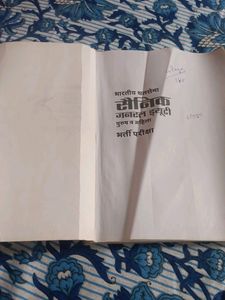 भारतीय थलसेना
सैनिक
जनरल ड्यूटी
पुरुष व महिला
भर्ती परीक्षा